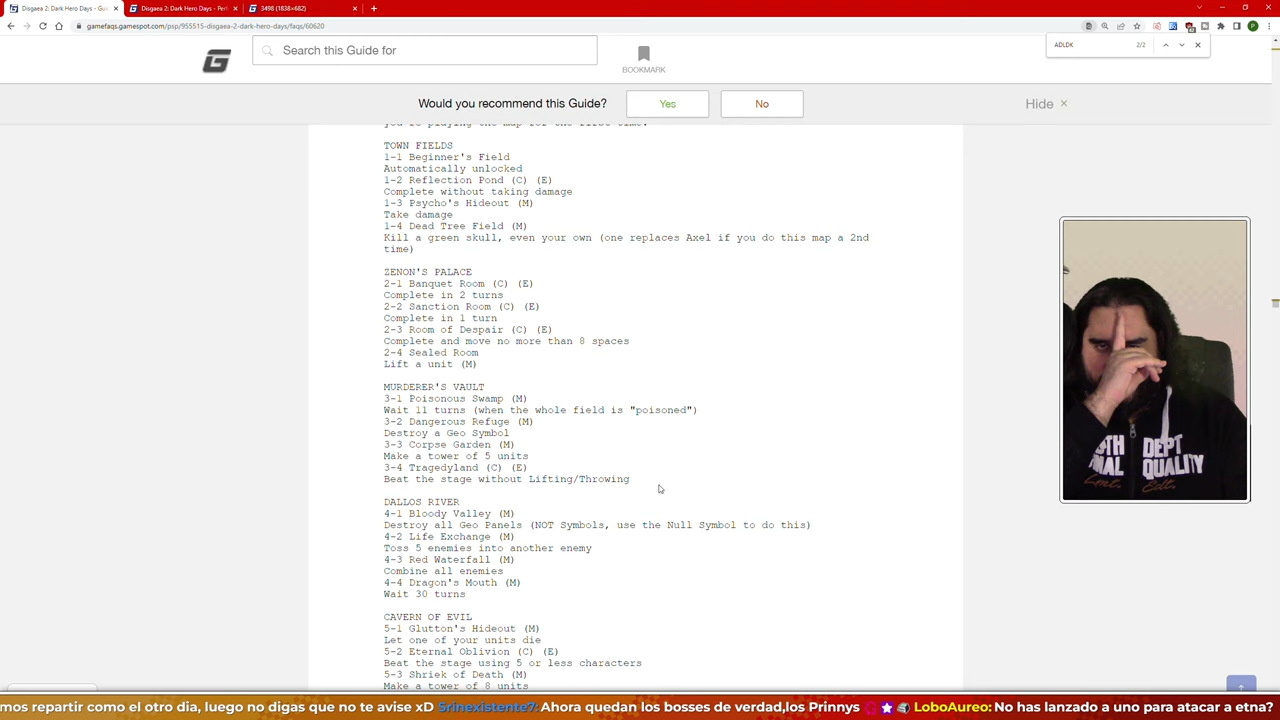 Disgaea 2: Dark Hero Days - Gu
Disgaea 2: Dark Hero Days - Per
3498 (1838×682)
gamefaqs.gamespot.com/psp/955515-disgaea-2-dark-hero-days/faqs/60620
ADLDK 2/2
Search this Guide for
BOOKMARK
Would you recommend this Guide? Yes No Hide ×
you're playing the map for the first time.
TOWN FIELDS
1-1 Beginner's Field
Automatically unlocked
1-2 Reflection Pond (C) (E)
Complete without taking damage
1-3 Psycho's Hideout (M)
Take damage
1-4 Dead Tree Field (M)
Kill a green skull, even your own (one replaces Axel if you do this map a 2nd
time)
ZENON'S PALACE
2-1 Banquet Room (C) (E)
Complete in 2 turns
2-2 Sanction Room (C) (E)
Complete in 1 turn
2-3 Room of Despair (C) (E)
Complete and move no more than 8 spaces
2-4 Sealed Room
Lift a unit (M)
MURDERER'S VAULT
3-1 Poisonous Swamp (M)
Wait 11 turns (when the whole field is "poisoned")
3-2 Dangerous Refuge (M)
Destroy a Geo Symbol
3-3 Corpse Garden (M)
Make a tower of 5 units
3-4 Tragedyland (C) (E)
Beat the stage without Lifting/Throwing
DALLOS RIVER
4-1 Bloody Valley (M)
Destroy all Geo Panels (NOT Symbols, use the Null Symbol to do this)
4-2 Life Exchange (M)
Toss 5 enemies into another enemy
4-3 Red Waterfall (M)
Combine all enemies
4-4 Dragon's Mouth (M)
Wait 30 turns
CAVERN OF EVIL
5-1 Glutton's Hideout (M)
Let one of your units die
5-2 Eternal Oblivion (C) (E)
Beat the stage using 5 or less characters
5-3 Shriek of Death (M)
Make a tower of 8 units
DEPT
QUALITY
mos repartir como el otro dia, luego no digas que no te avise xD Srinexistente7: Ahora quedan los bosses de verdad,los Prinnys LoboAureo: No has lanzado a uno para atacar a etna?